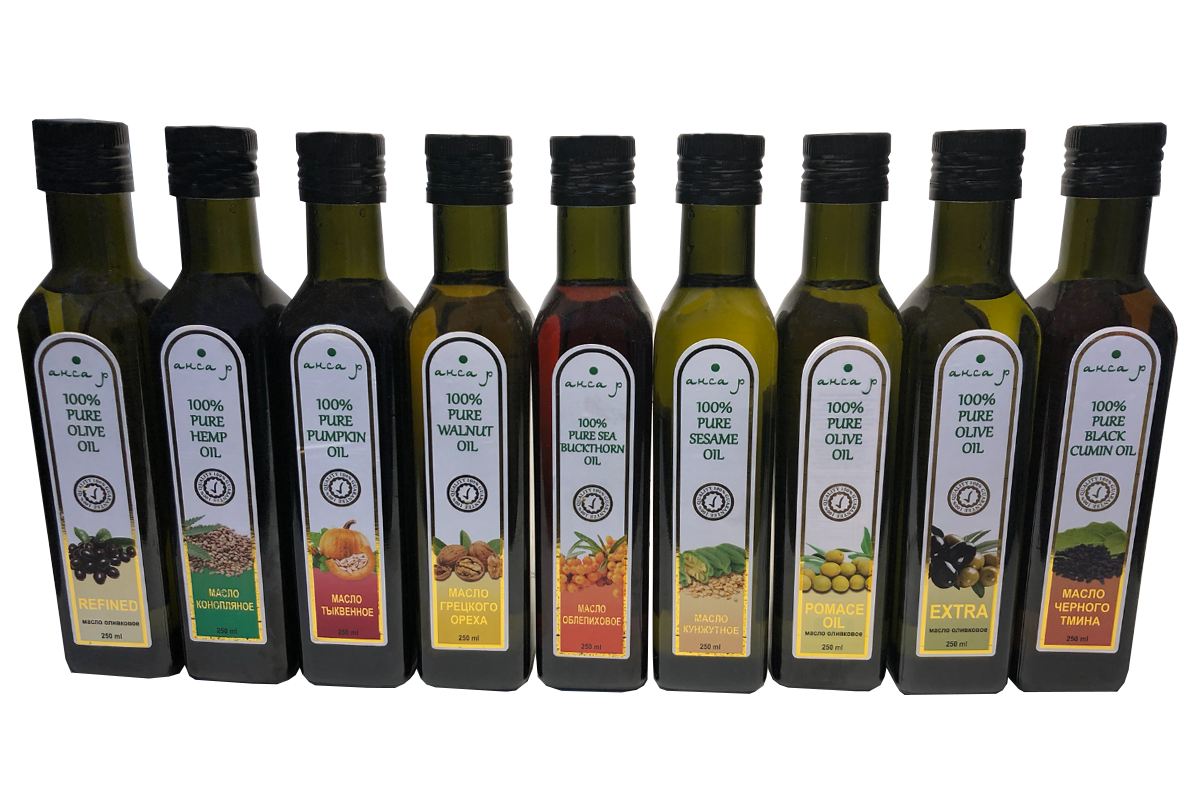 анса р
100%
PURE
OLIVE
OIL
REFINED
масло оливковое
250 ml
анса р
100%
PURE
HEMP
OIL
МАСЛО
КОНОПЛЯНОЕ
250 ml
анса р
100%
PURE
PUMPKIN
OIL
МАСЛО
ТЫКВЕННОЕ
250 ml
анса р
100%
PURE
WALNUT
OIL
МАСЛО
ГРЕЦКОГО
ОРЕХА
250 ml
анса р
100%
PURE SEA
BUCKTHORN
OIL
МАСЛО
ОБЛЕПИХОВОЕ
250 ml
анса р
100%
PURE
SESAME
OIL
МАСЛО
КУНЖУТНОЕ
250 ml
анса р
100%
PURE
OLIVE
OIL
POMACE
OIL
масло оливковое
250 ml
анса р
100%
PURE
OLIVE
OIL
EXTRA
масло оливковое
250 ml
анса р
100%
PURE
BLACK
CUMIN OIL
МАСЛО
ЧЕРНОГО
ТМИНА
250 ml